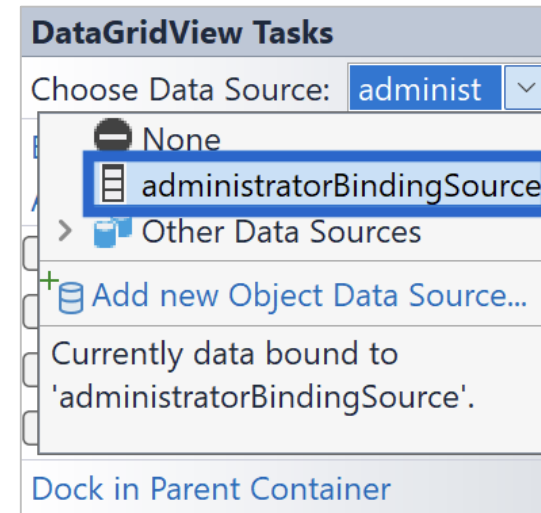 DataGridView Tasks
Choose Data Source: administ
None
administratorBindingSource
Other Data Sources
Add new Object Data Source...
Currently data bound to
'administratorBindingSource'.
Dock in Parent Container